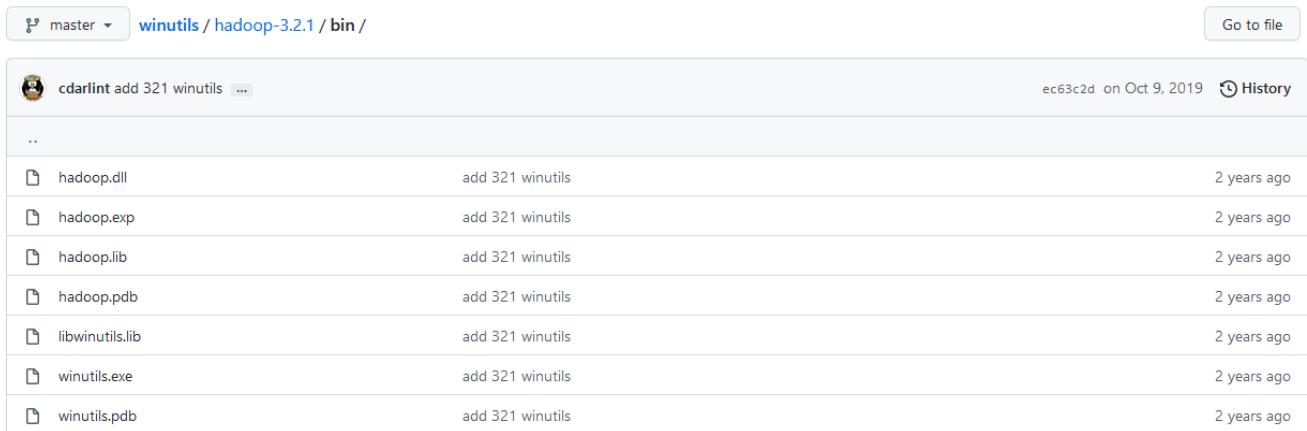 master winutils / hadoop-3.2.1 / bin / Go to file
cdarlint add 321 winutils ... ec63c2d on Oct 9, 2019 History
..
hadoop.dll add 321 winutils 2 years ago
hadoop.exp add 321 winutils 2 years ago
hadoop.lib add 321 winutils 2 years ago
hadoop.pdb add 321 winutils 2 years ago
libwinutils.lib add 321 winutils 2 years ago
winutils.exe add 321 winutils 2 years ago
winutils.pdb add 321 winutils 2 years ago